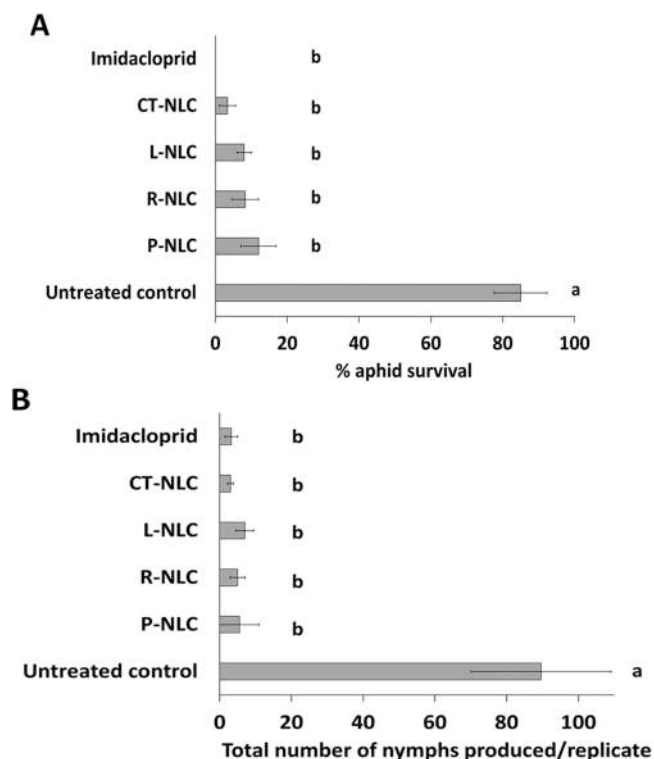 A
Imidacloprid b
CT-NLC b
L-NLC b
R-NLC b
P-NLC b
Untreated control a
0 20 40 60 80 100
% aphid survival
B
Imidacloprid b
CT-NLC b
L-NLC b
R-NLC b
P-NLC b
Untreated control a
0 20 40 60 80 100
Total number of nymphs produced/replicate